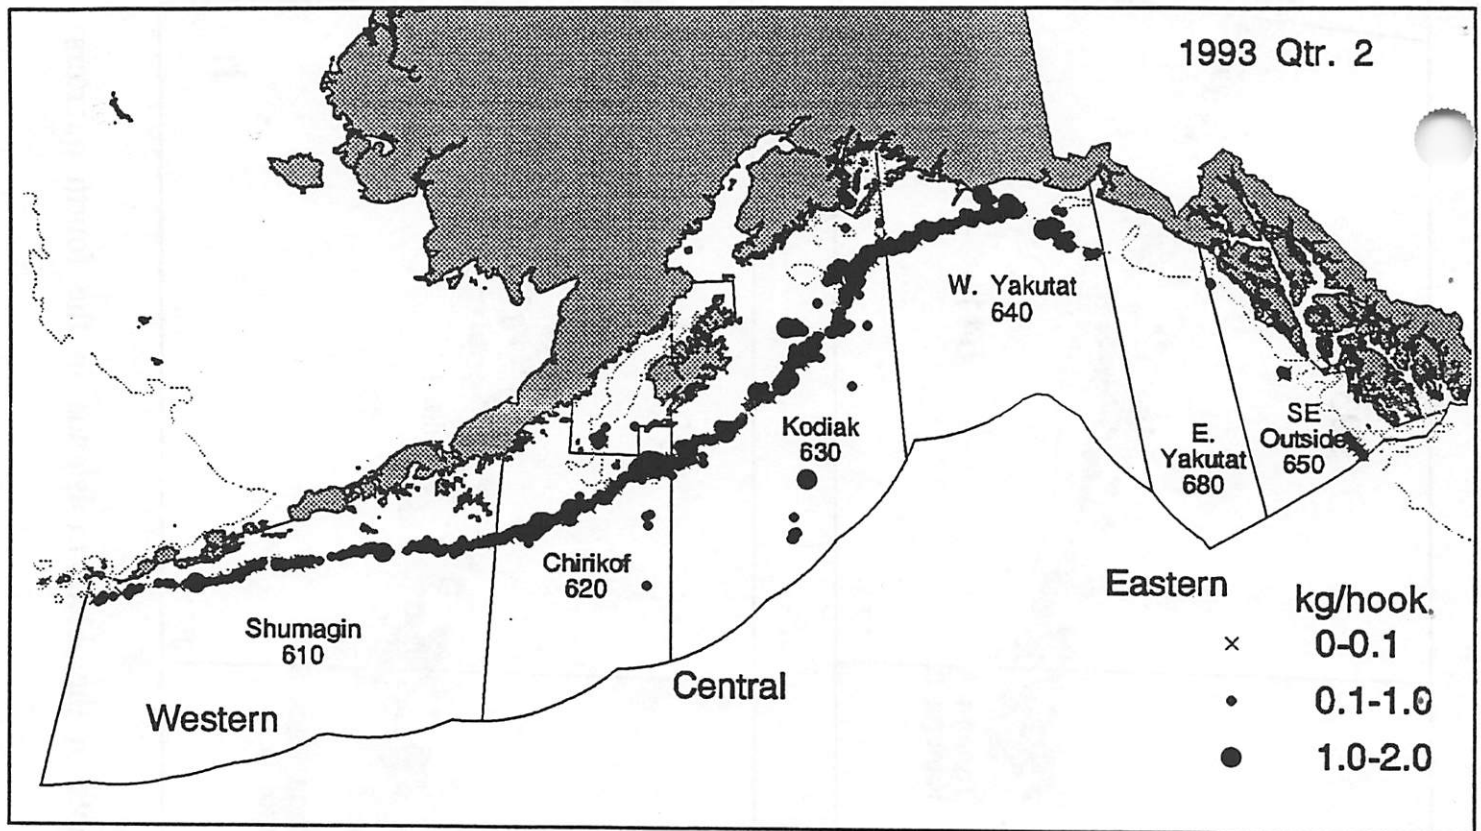 1993 Qtr. 2
W. Yakutat
640
Kodiak
630
SE
Outside
650
E.
Yakutat
680
Chirikof
620
Shumagin
610
Eastern
Central
Western
kg/hook
× 0-0.1
• 0.1-1.0
● 1.0-2.0